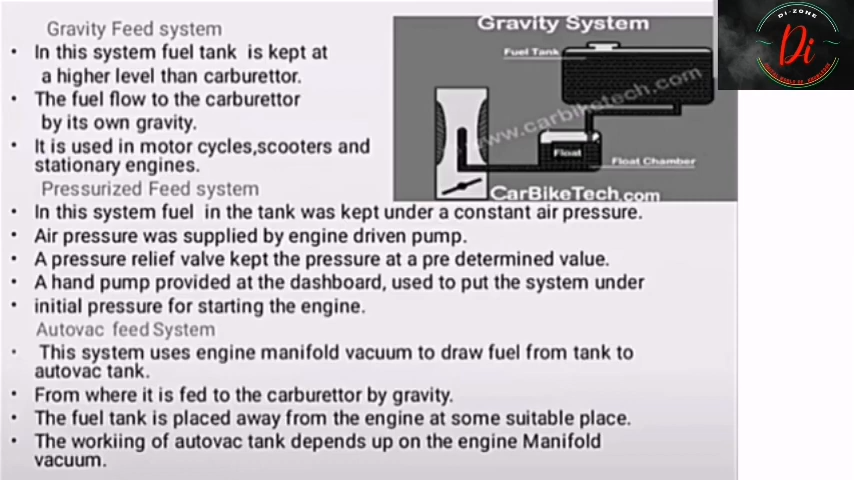 Gravity Feed system
• In this system fuel tank is kept at
a higher level than carburettor.
• The fuel flow to the carburettor
by its own gravity.
• It is used in motor cycles,scooters and
stationary engines.
Gravity System
Fuel Tank
www.carbiketech.com
Float
Float Chamber
CarBikeTech.com
DI-ZONE
Di
Pressurized Feed system
• In this system fuel in the tank was kept under a constant air pressure.
• Air pressure was supplied by engine driven pump.
• A pressure relief valve kept the pressure at a pre determined value.
• A hand pump provided at the dashboard, used to put the system under
• initial pressure for starting the engine.
Autovac feed System
• This system uses engine manifold vacuum to draw fuel from tank to
autovac tank.
• From where it is fed to the carburettor by gravity.
• The fuel tank is placed away from the engine at some suitable place.
• The workiing of autovac tank depends up on the engine Manifold
vacuum.